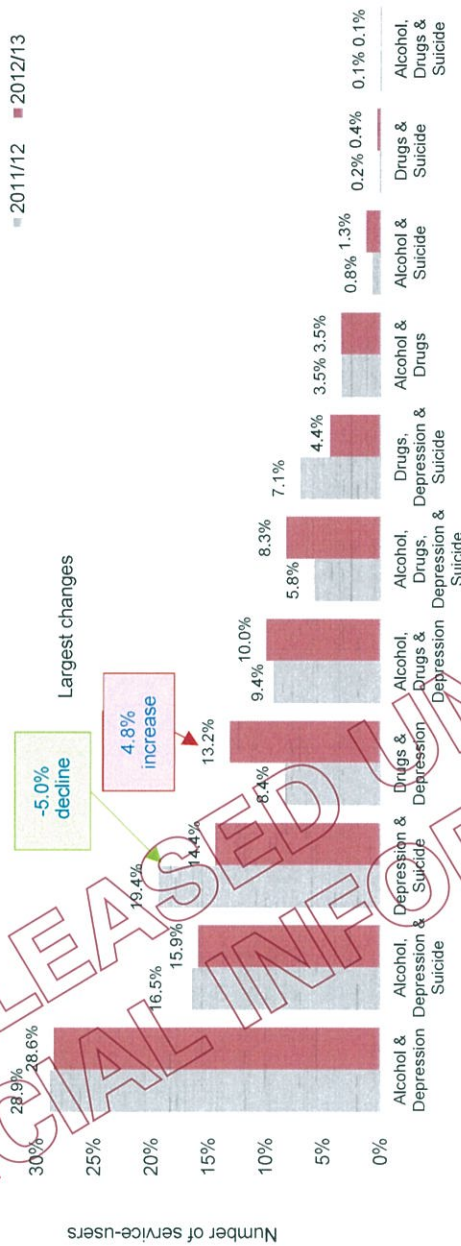 2011/12
2012/13
Number of service-users
30%
25%
20%
15%
10%
5%
0%
Largest changes
-5.0%
decline
4.8%
increase
28.9%
28.6%
16.5%
15.9%
19.4%
14.4%
8.4%
13.2%
9.4%
10.0%
5.8%
8.3%
7.1%
4.4%
3.5% 3.5%
0.8%
1.3%
0.2% 0.4%
0.1% 0.1%
Alcohol &
Depression
Alcohol,
Depression &
Suicide
Depression &
Suicide
Drugs &
Depression
Alcohol,
Drugs &
Depression
Alcohol,
Drugs,
Depression &
Suicide
Drugs,
Depression &
Suicide
Alcohol &
Drugs
Alcohol &
Suicide
Drugs &
Suicide
Alcohol,
Drugs &
Suicide